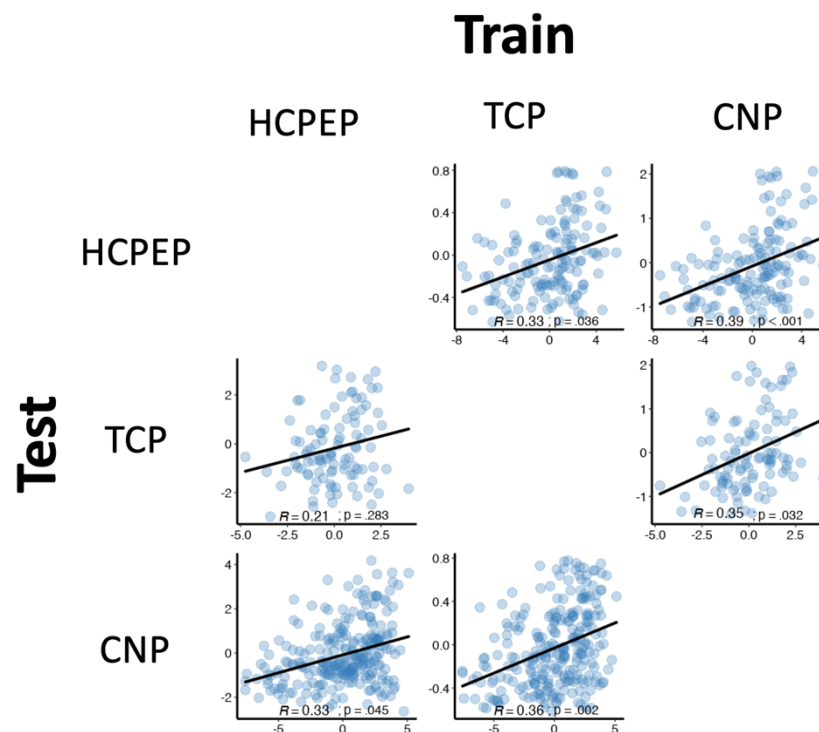 Train
HCPEP TCP CNP
HCPEP
0.8
0.4
0.0
-0.4
R = 0.33 ; p = .036
-8 -4 0 4
2
1
0
-1
R = 0.39 ; p < .001
-8 -4 0 4
Test
TCP
2
0
-2
R = 0.21 ; p = .283
-5.0 -2.5 0.0 2.5
2
1
0
-1
R = 0.35 ; p = .032
-5.0 -2.5 0.0 2.5
CNP
4
2
0
-2
R = 0.33 ; p = .045
-5 0 5
0.8
0.4
0.0
-0.4
R = 0.36 ; p = .002
-5 0 5